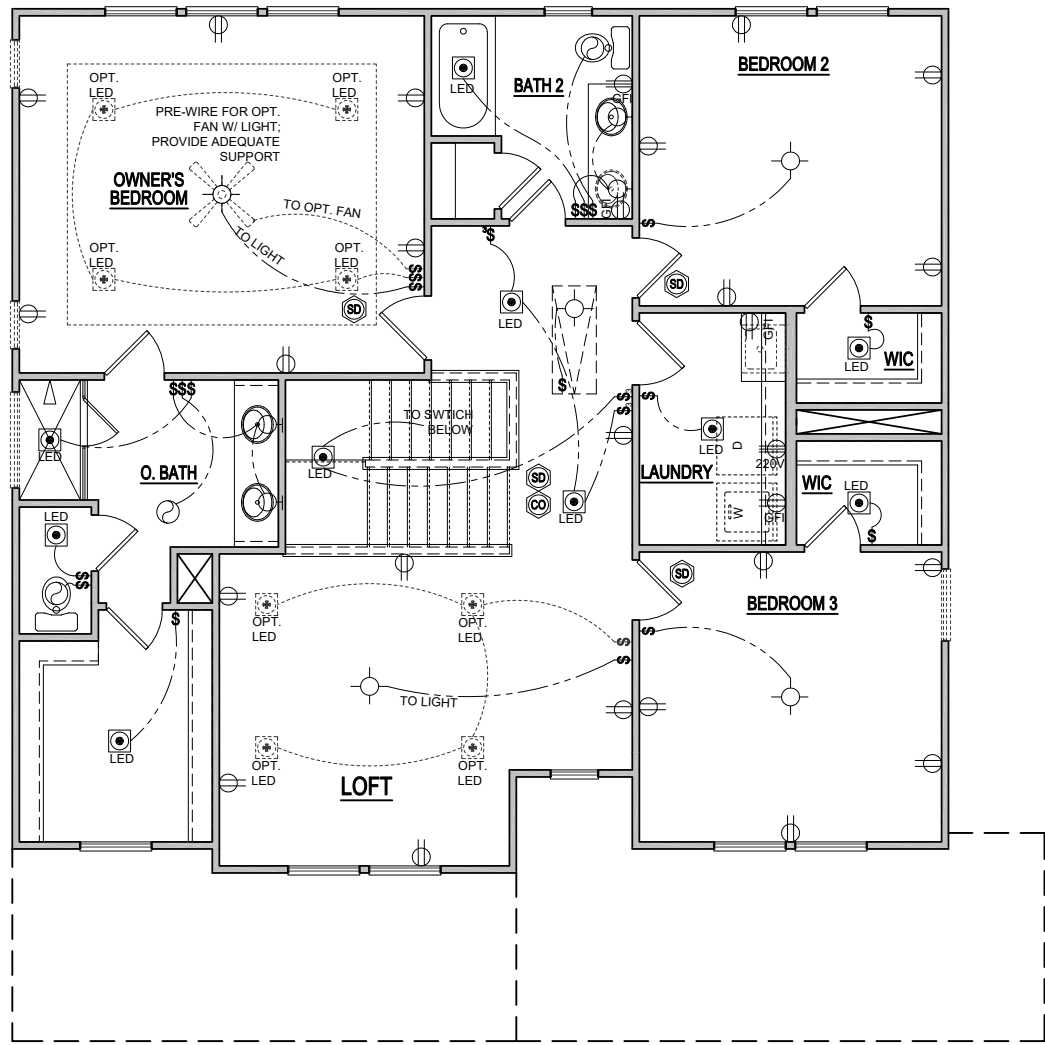 OPT.
LED
OPT.
LED
PRE-WIRE FOR OPT.
FAN W/ LIGHT;
PROVIDE ADEQUATE
SUPPORT
OWNER'S
BEDROOM
TO OPT. FAN
TO LIGHT
OPT.
LED
OPT.
LED
$$$
SD
LED
BATH 2
GFI
GFI
$$$
BEDROOM 2
$
SD
$
LED
$
$
$
$
LED
WIC
GFI
$
LED
D
220V
LAUNDRY
W
GFI
WIC
LED
$
TO SWTICH
BELOW
LED
SD
CO
LED
$$$
LED
O. BATH
LED
$$
$
LED
OPT.
LED
OPT.
LED
$
$
TO LIGHT
OPT.
LED
OPT.
LED
LOFT
SD
BEDROOM 3
$